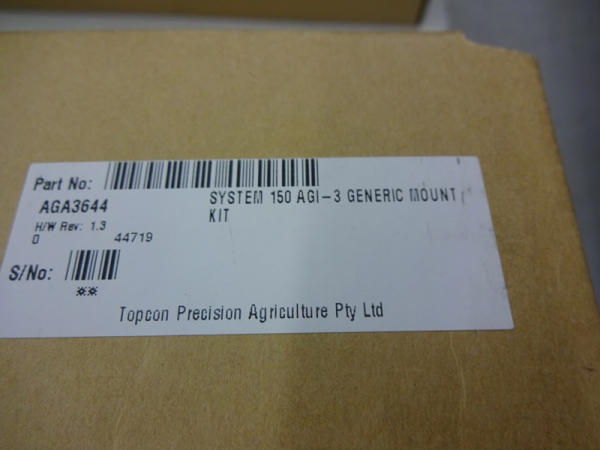 Part No:
AGA3644
SYSTEM 150 AGI-3 GENERIC MOUNT
KIT
H/W Rev: 1.3
0 44719
S/No:
**
Topcon Precision Agriculture Pty Ltd